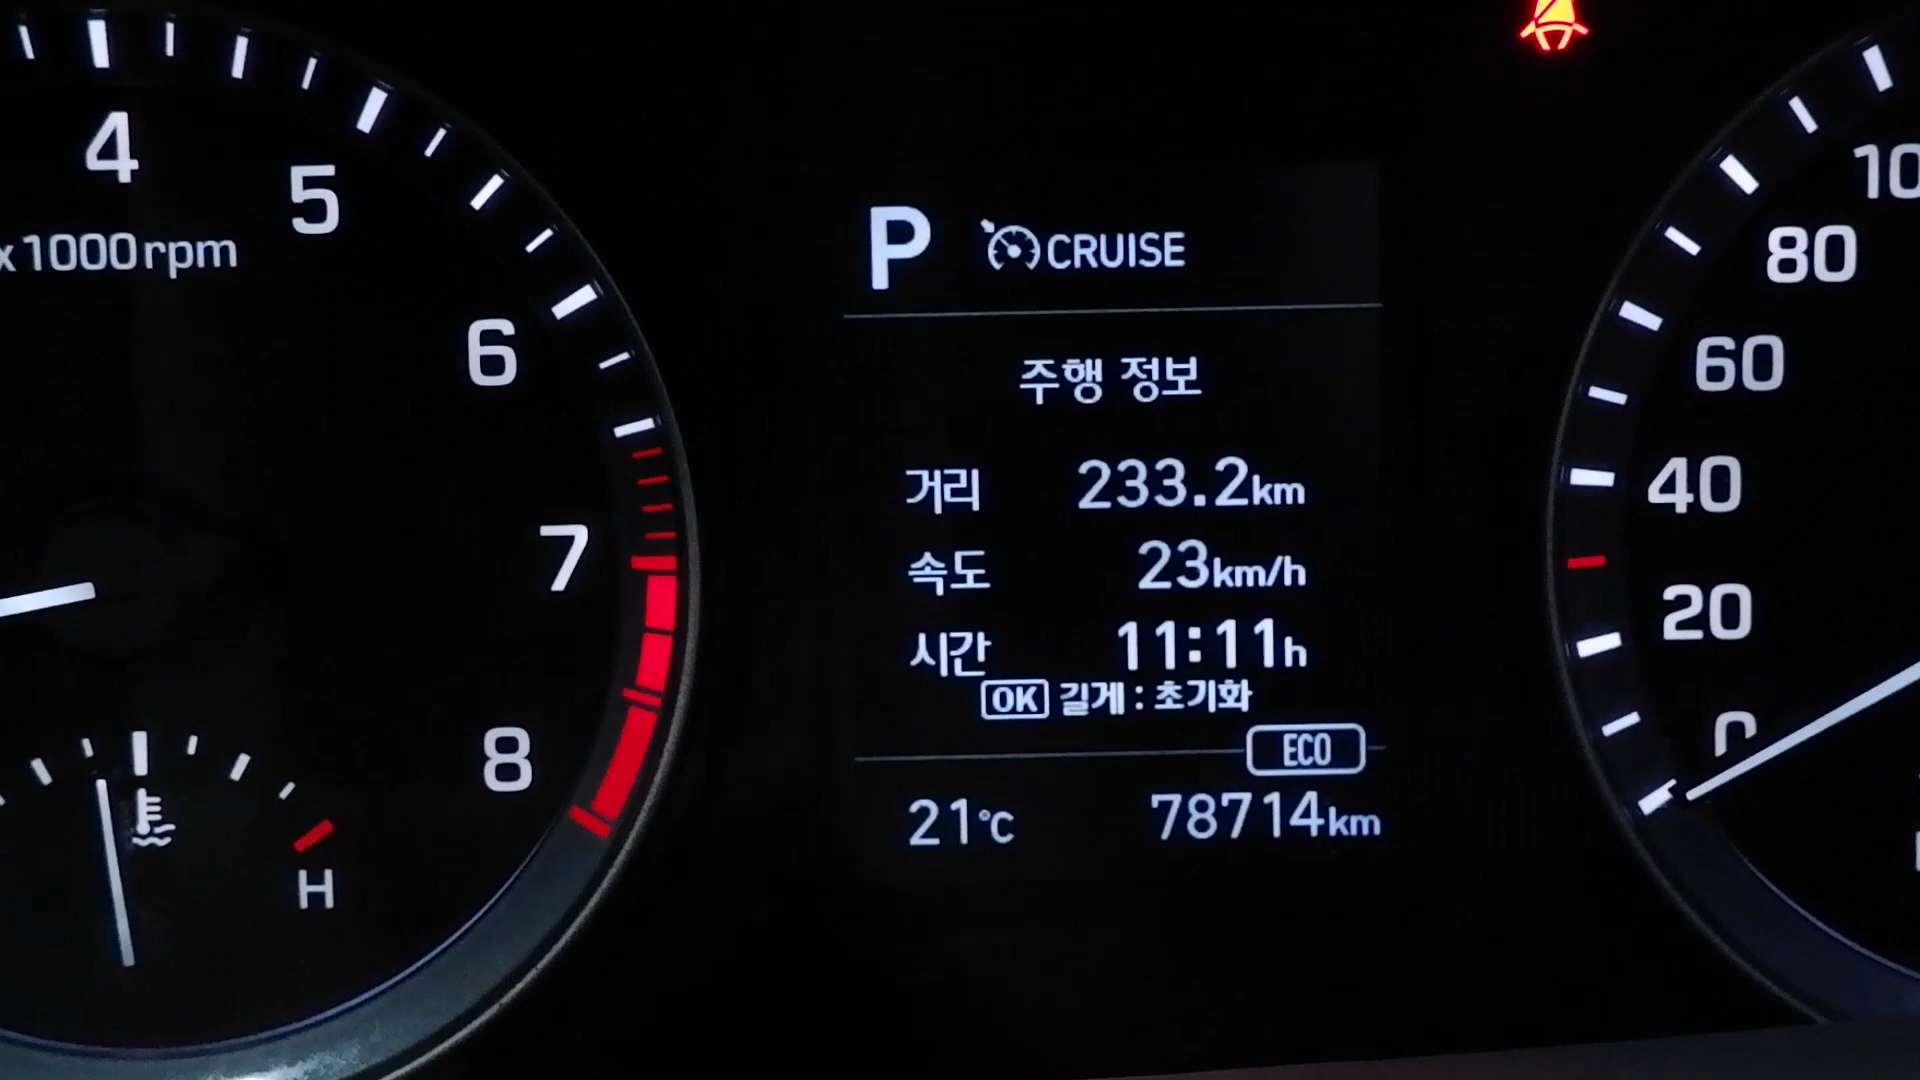 4
5
x1000rpm
6
7
8
H
P CRUISE
주행 정보
거리 233.2km
속도 23km/h
시간 11:11h
OK 길게 : 초기화
ECO
21℃ 78714km
80
60
40
20
0